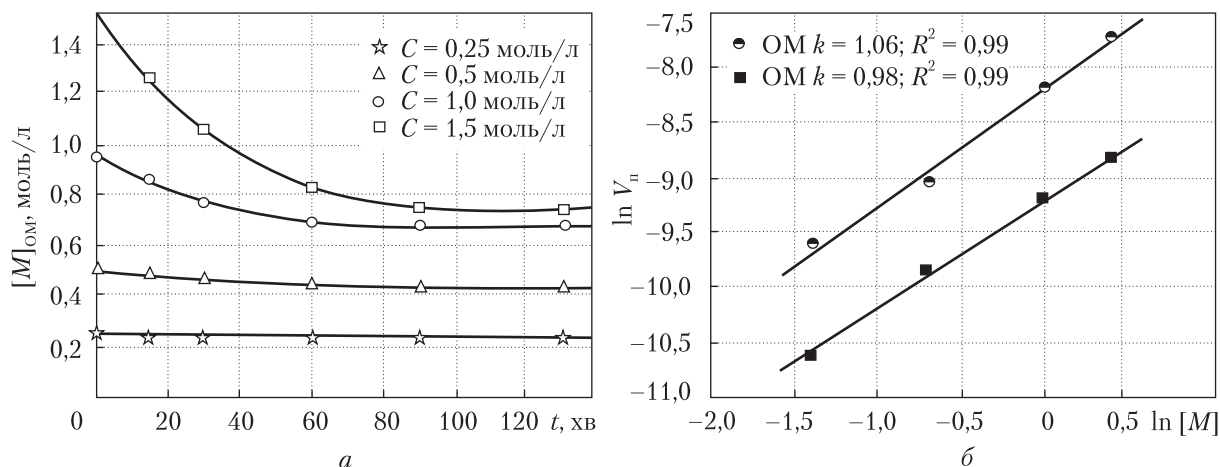 1,4
1,2
1,0
0,8
0,6
0,4
0,2
[M]ОМ, моль/л
C = 0,25 моль/л
C = 0,5 моль/л
C = 1,0 моль/л
C = 1,5 моль/л
0 20 40 60 80 100 120 t, хв
а
–7,5
–8,0
–8,5
–9,0
–9,5
–10,0
–10,5
–11,0
ln Vп
ОМ k = 1,06; R² = 0,99
ОМ k = 0,98; R² = 0,99
–2,0 –1,5 –1,0 –0,5 0 0,5 ln [M]
б